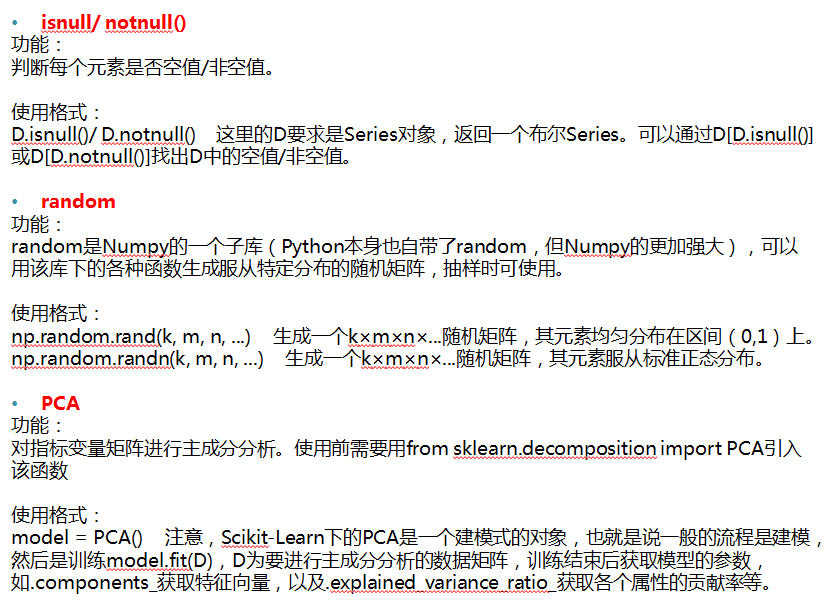 • isnull/ notnull()
功能：
判断每个元素是否空值/非空值。
使用格式：
D.isnull()/ D.notnull() 这里的D要求是Series对象，返回一个布尔Series。可以通过D[D.isnull()]
或D[D.notnull()]找出D中的空值/非空值。
• random
功能：
random是Numpy的一个子库（Python本身也自带了random，但Numpy的更加强大），可以
用该库下的各种函数生成服从特定分布的随机矩阵，抽样时可使用。
使用格式：
np.random.rand(k, m, n, ...) 生成一个k×m×n×...随机矩阵，其元素均匀分布在区间（0,1）上。
np.random.randn(k, m, n, ...) 生成一个k×m×n×...随机矩阵，其元素服从标准正态分布。
• PCA
功能：
对指标变量矩阵进行主成分分析。使用前需要用from sklearn.decomposition import PCA引入
该函数
使用格式：
model = PCA() 注意，Scikit-Learn下的PCA是一个建模式的对象，也就是说一般的流程是建模，
然后是训练model.fit(D)，D为要进行主成分分析的数据矩阵，训练结束后获取模型的参数，
如.components_获取特征向量，以及.explained_variance_ratio_获取各个属性的贡献率等。